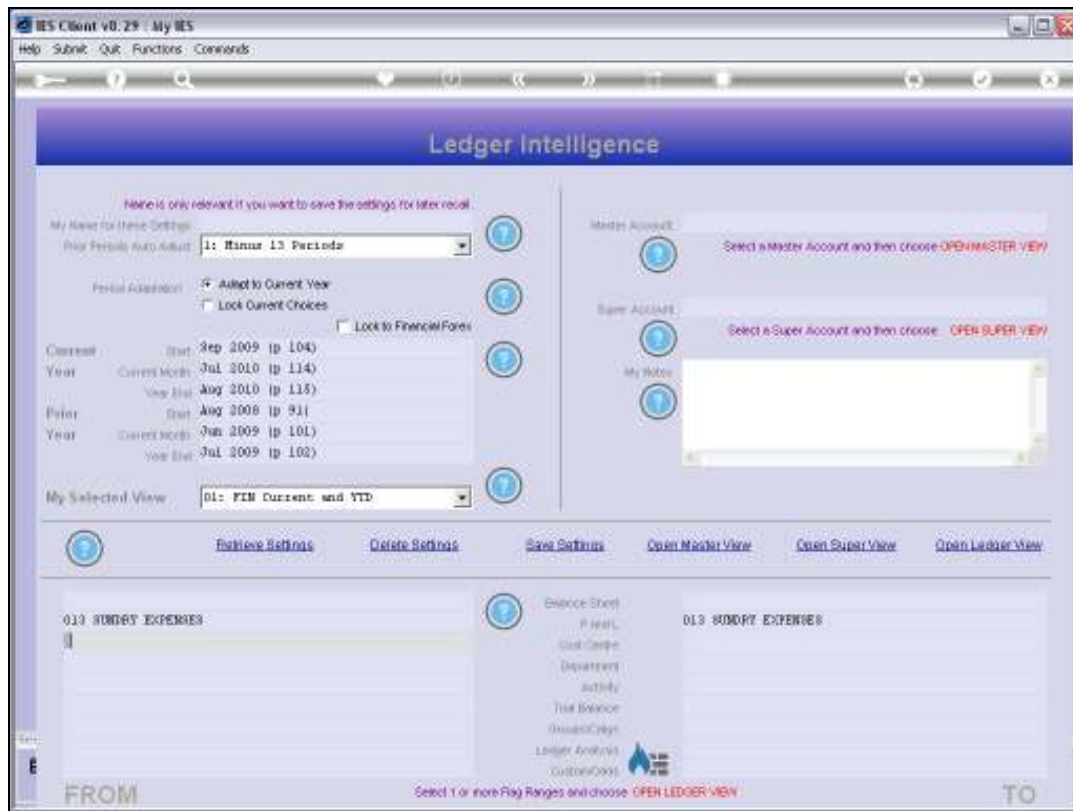 IES Client v8.29 : My IES
Help Submit Quit Functions Commands
Ledger Intelligence
Name is only relevant if you want to save the settings for later recall.
My Name for these Settings
Prior Periods Auto Adjust 1: Minus 13 Periods
Period Adaptation Adapt to Current Year
Lock Current Choices
Lock to Financial Forex
Current Year
Start Sep 2009 (p 104)
Current Month Jul 2010 (p 114)
Year End Aug 2010 (p 115)
Prior Year
Start Aug 2008 (p 91)
Current Month Jun 2009 (p 101)
Year End Jul 2009 (p 102)
My Selected View 01: FIN Current and YTD
Master Account
Select a Master Account and then choose OPEN MASTER VIEW
Super Account
Select a Super Account and then choose OPEN SUPER VIEW
My Notes
Retrieve Settings Delete Settings Save Settings Open Master View Open Super View Open Ledger View
013 SUNDRY EXPENSES
Balance Sheet
P and L
Cost Centre
Department
Activity
Trial Balance
Ledger Analysis
013 SUNDRY EXPENSES
FROM
Select 1 or more Flag Ranges and choose OPEN LEDGER VIEW
TO